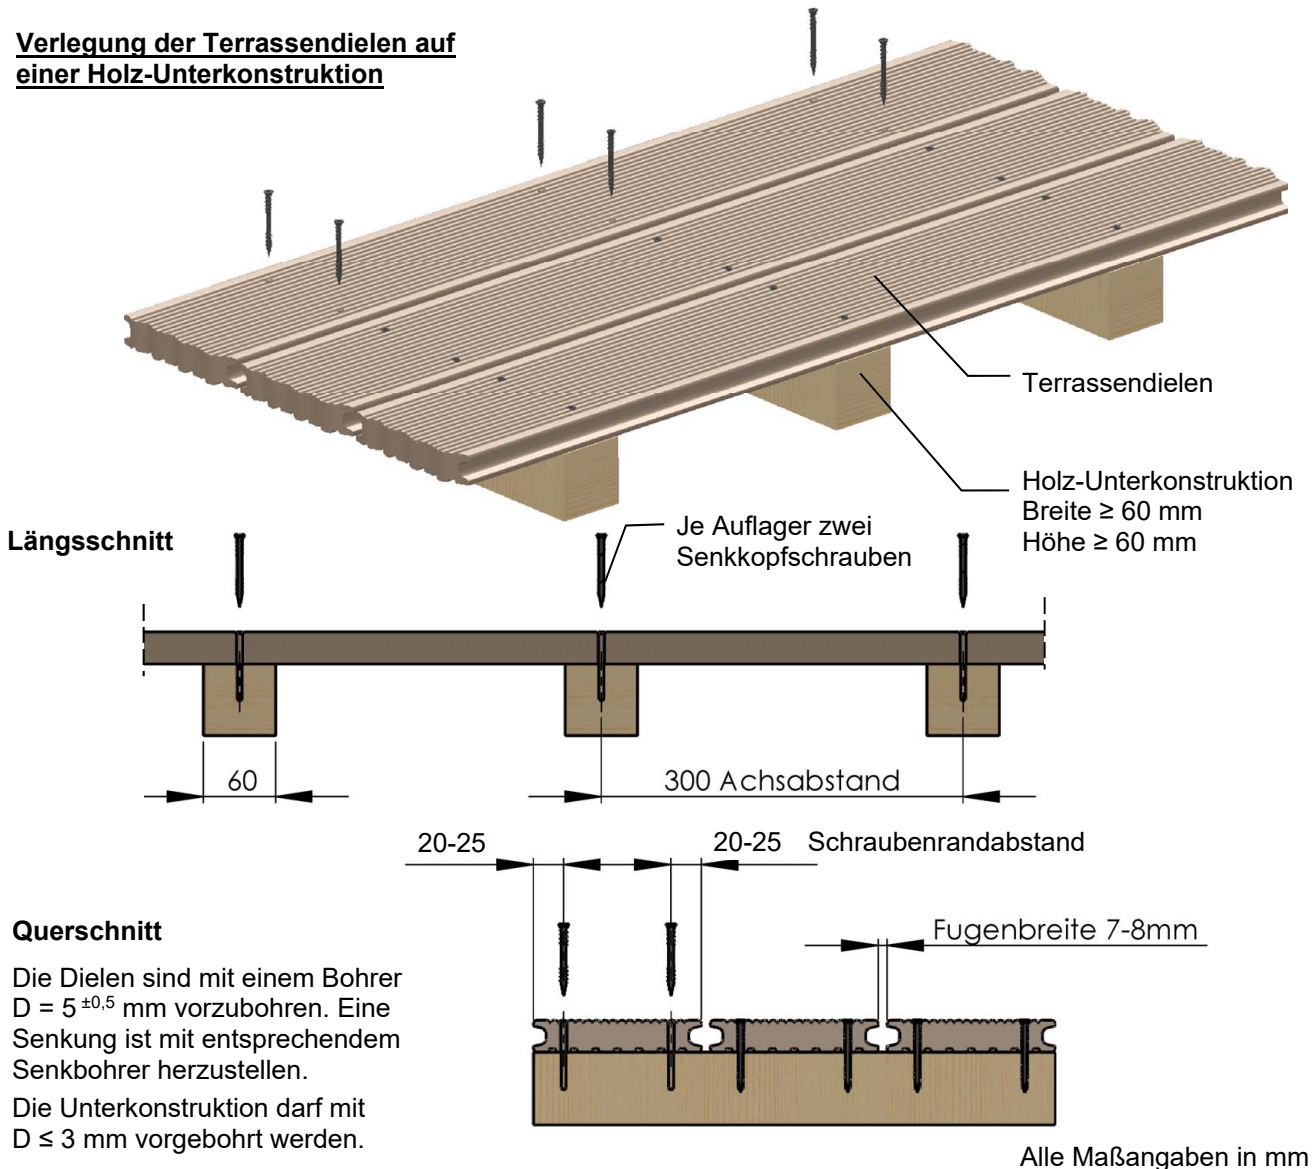 Verlegung der Terrassendielen auf
einer Holz-Unterkonstruktion
Terrassendielen
Holz-Unterkonstruktion
Breite ≥ 60 mm
Höhe ≥ 60 mm
Längsschnitt
Je Auflager zwei
Senkkopfschrauben
60
300 Achsabstand
20-25
20-25 Schraubenrandabstand
Querschnitt
Fugenbreite 7-8mm
Die Dielen sind mit einem Bohrer
D = 5 ±0,5 mm vorzubohren. Eine
Senkung ist mit entsprechendem
Senkbohrer herzustellen.
Die Unterkonstruktion darf mit
D ≤ 3 mm vorgebohrt werden.
Alle Maßangaben in mm